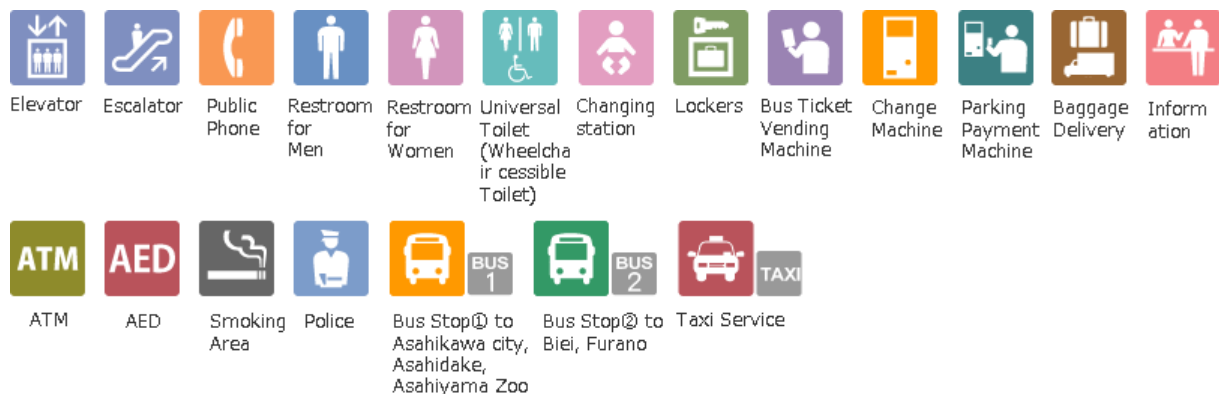 Elevator
Escalator
Public
Phone
Restroom
for
Men
Restroom
for
Women
Universal
Toilet
(Wheelcha
ir cessible
Toilet)
Changing
station
Lockers
Bus Ticket
Vending
Machine
Change
Machine
Parking
Payment
Machine
Baggage
Delivery
Inform
ation
ATM
AED
BUS
1
BUS
2
TAXI
ATM
AED
Smoking
Area
Police
Bus Stop① to
Asahikawa city,
Asahidake,
Asahiyama Zoo
Bus Stop② to
Biei, Furano
Taxi Service